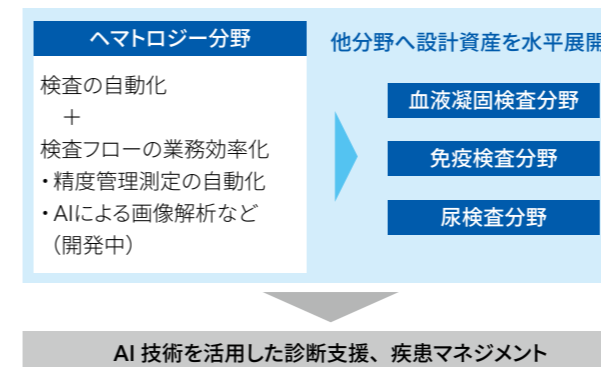 ヘマトロジー分野
検査の自動化
＋
検査フローの業務効率化
・精度管理測定の自動化
・AIによる画像解析など
（開発中）
他分野へ設計資産を水平展開
血液凝固検査分野
免疫検査分野
尿検査分野
AI 技術を活用した診断支援、疾患マネジメント